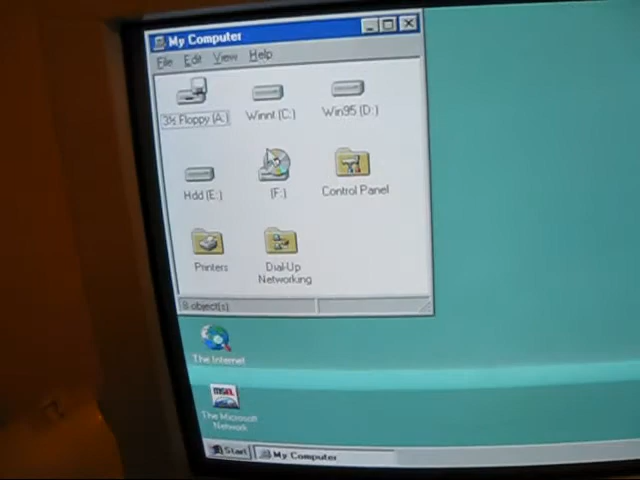 My Computer
File Edit View Help
3½ Floppy (A:)
Winnt (C:)
Win95 (D:)
Hdd (E:)
(F:)
Control Panel
Printers
Dial-Up
Networking
8 object(s)
The Internet
msn
The Microsoft
Network
Start
My Computer